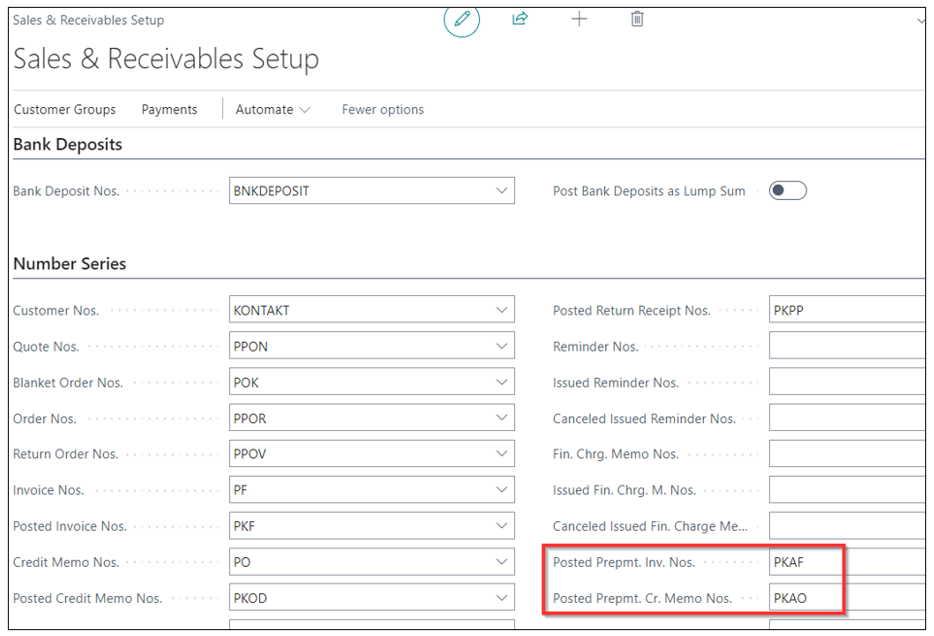 Sales & Receivables Setup
Sales & Receivables Setup
Customer Groups Payments Automate Fewer options
Bank Deposits
Bank Deposit Nos. BNKDEPOSIT Post Bank Deposits as Lump Sum
Number Series
Customer Nos. KONTAKT Posted Return Receipt Nos. PKPP
Quote Nos. PPON Reminder Nos.
Blanket Order Nos. POK Issued Reminder Nos.
Order Nos. PPOR Canceled Issued Reminder Nos.
Return Order Nos. PPOV Fin. Chrg. Memo Nos.
Invoice Nos. PF Issued Fin. Chrg. M. Nos.
Posted Invoice Nos. PKF Canceled Issued Fin. Charge Me...
Credit Memo Nos. PO Posted Prepmt. Inv. Nos. PKAF
Posted Credit Memo Nos. PKOD Posted Prepmt. Cr. Memo Nos. PKAO